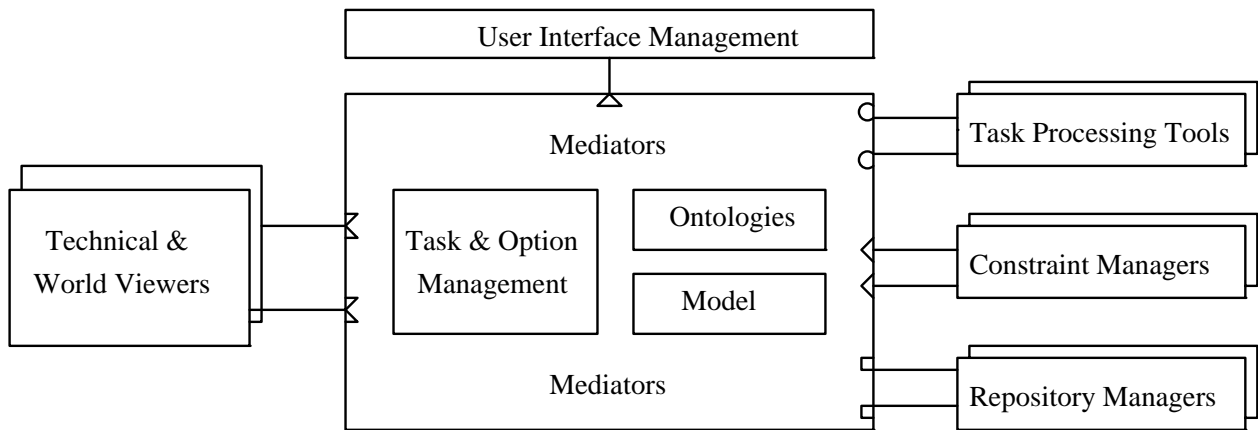 User Interface Management
Mediators
Task Processing Tools
Technical &
World Viewers
Task & Option
Management
Ontologies
Model
Constraint Managers
Mediators
Repository Managers